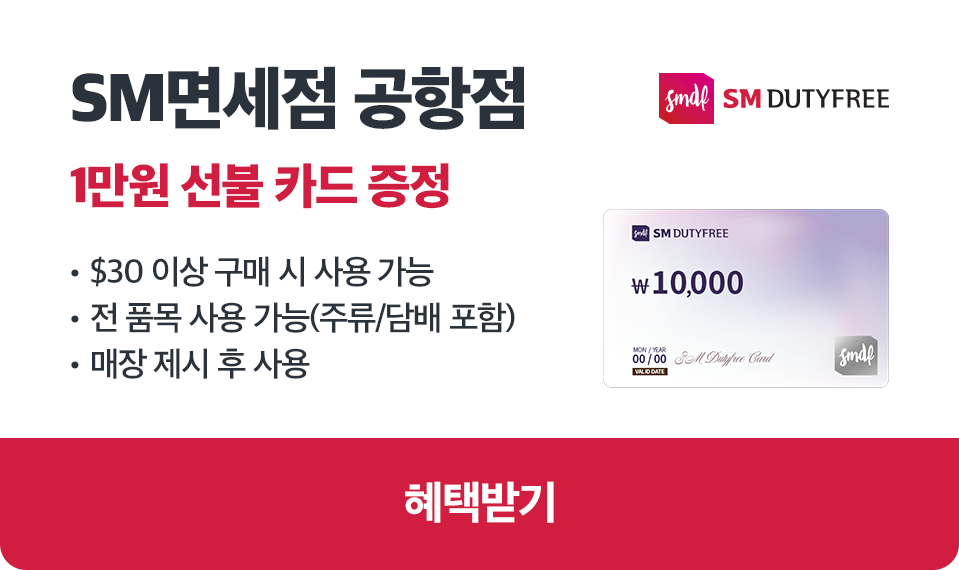 SM면세점 공항점
smdf SM DUTYFREE
1만원 선불 카드 증정
• $30 이상 구매 시 사용 가능
• 전 품목 사용 가능(주류/담배 포함)
• 매장 제시 후 사용
smdf SM DUTYFREE
₩10,000
MON / YEAR
00 / 00
VALID DATE
SM Dutyfree Card
smdf
혜택받기